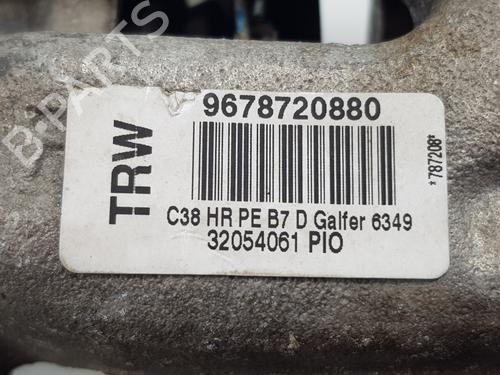 B-PARTS
9678720880
TRW
*787208*
C38 HR PE B7 D Galfer 6349
32054061 PIO